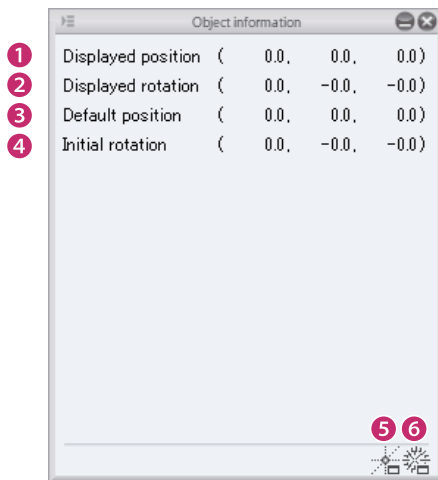 Object information
1 Displayed position ( 0.0, 0.0, 0.0)
2 Displayed rotation ( 0.0, -0.0, -0.0)
3 Default position ( 0.0, 0.0, 0.0)
4 Initial rotation ( 0.0, -0.0, -0.0)
5 6